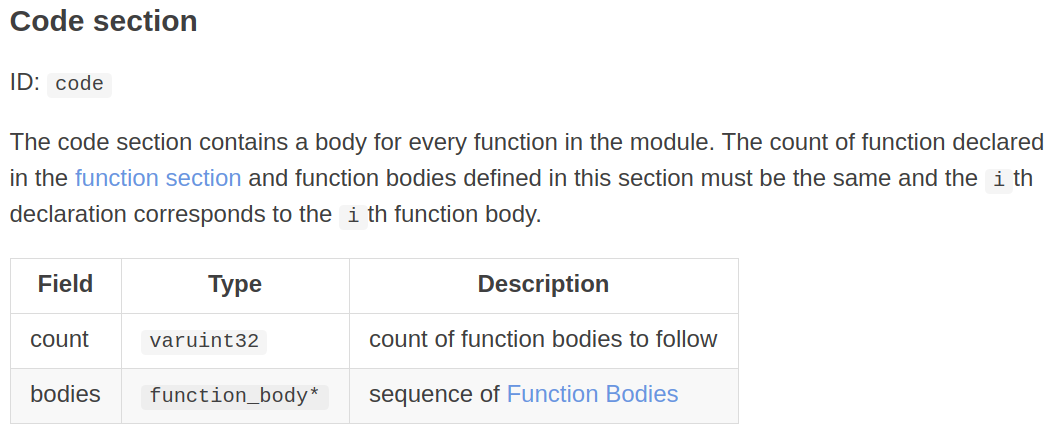 Code section
ID: code
The code section contains a body for every function in the module. The count of function declared
in the function section and function bodies defined in this section must be the same and the i th
declaration corresponds to the i th function body.
Field Type Description
count varuint32 count of function bodies to follow
bodies function_body* sequence of Function Bodies